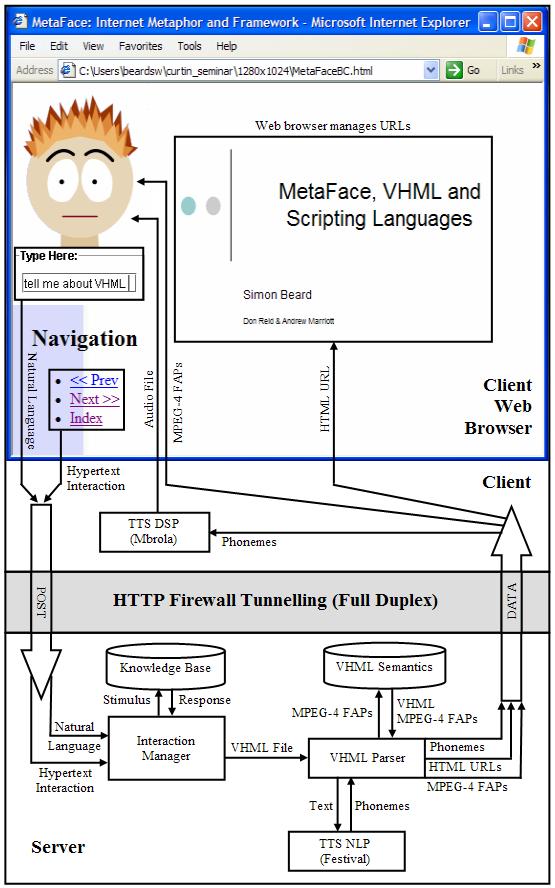 MetaFace: Internet Metaphor and Framework - Microsoft Internet Explorer
File Edit View Favorites Tools Help
Address C:\Users\beardsw\curtin_seminar\1280x1024\MetaFaceBC.html Go Links »
Web browser manages URLs
MetaFace, VHML and
Scripting Languages
Simon Beard
Don Reid & Andrew Marriott
Type Here:
tell me about VHML
Navigation
<< Prev
Next >>
Index
Natural Language
Audio File
MPEG-4 FAPs
HTML URL
Client
Web
Browser
Hypertext
Interaction
Client
TTS DSP
(Mbrola)
Phonemes
POST
HTTP Firewall Tunnelling (Full Duplex)
DATA
Knowledge Base
VHML Semantics
Stimulus
Response
MPEG-4 FAPs
VHML
MPEG-4 FAPs
Natural
Language
Interaction
Manager
VHML File
VHML Parser
Phonemes
HTML URLs
MPEG-4 FAPs
Hypertext
Interaction
Text
Phonemes
TTS NLP
(Festival)
Server